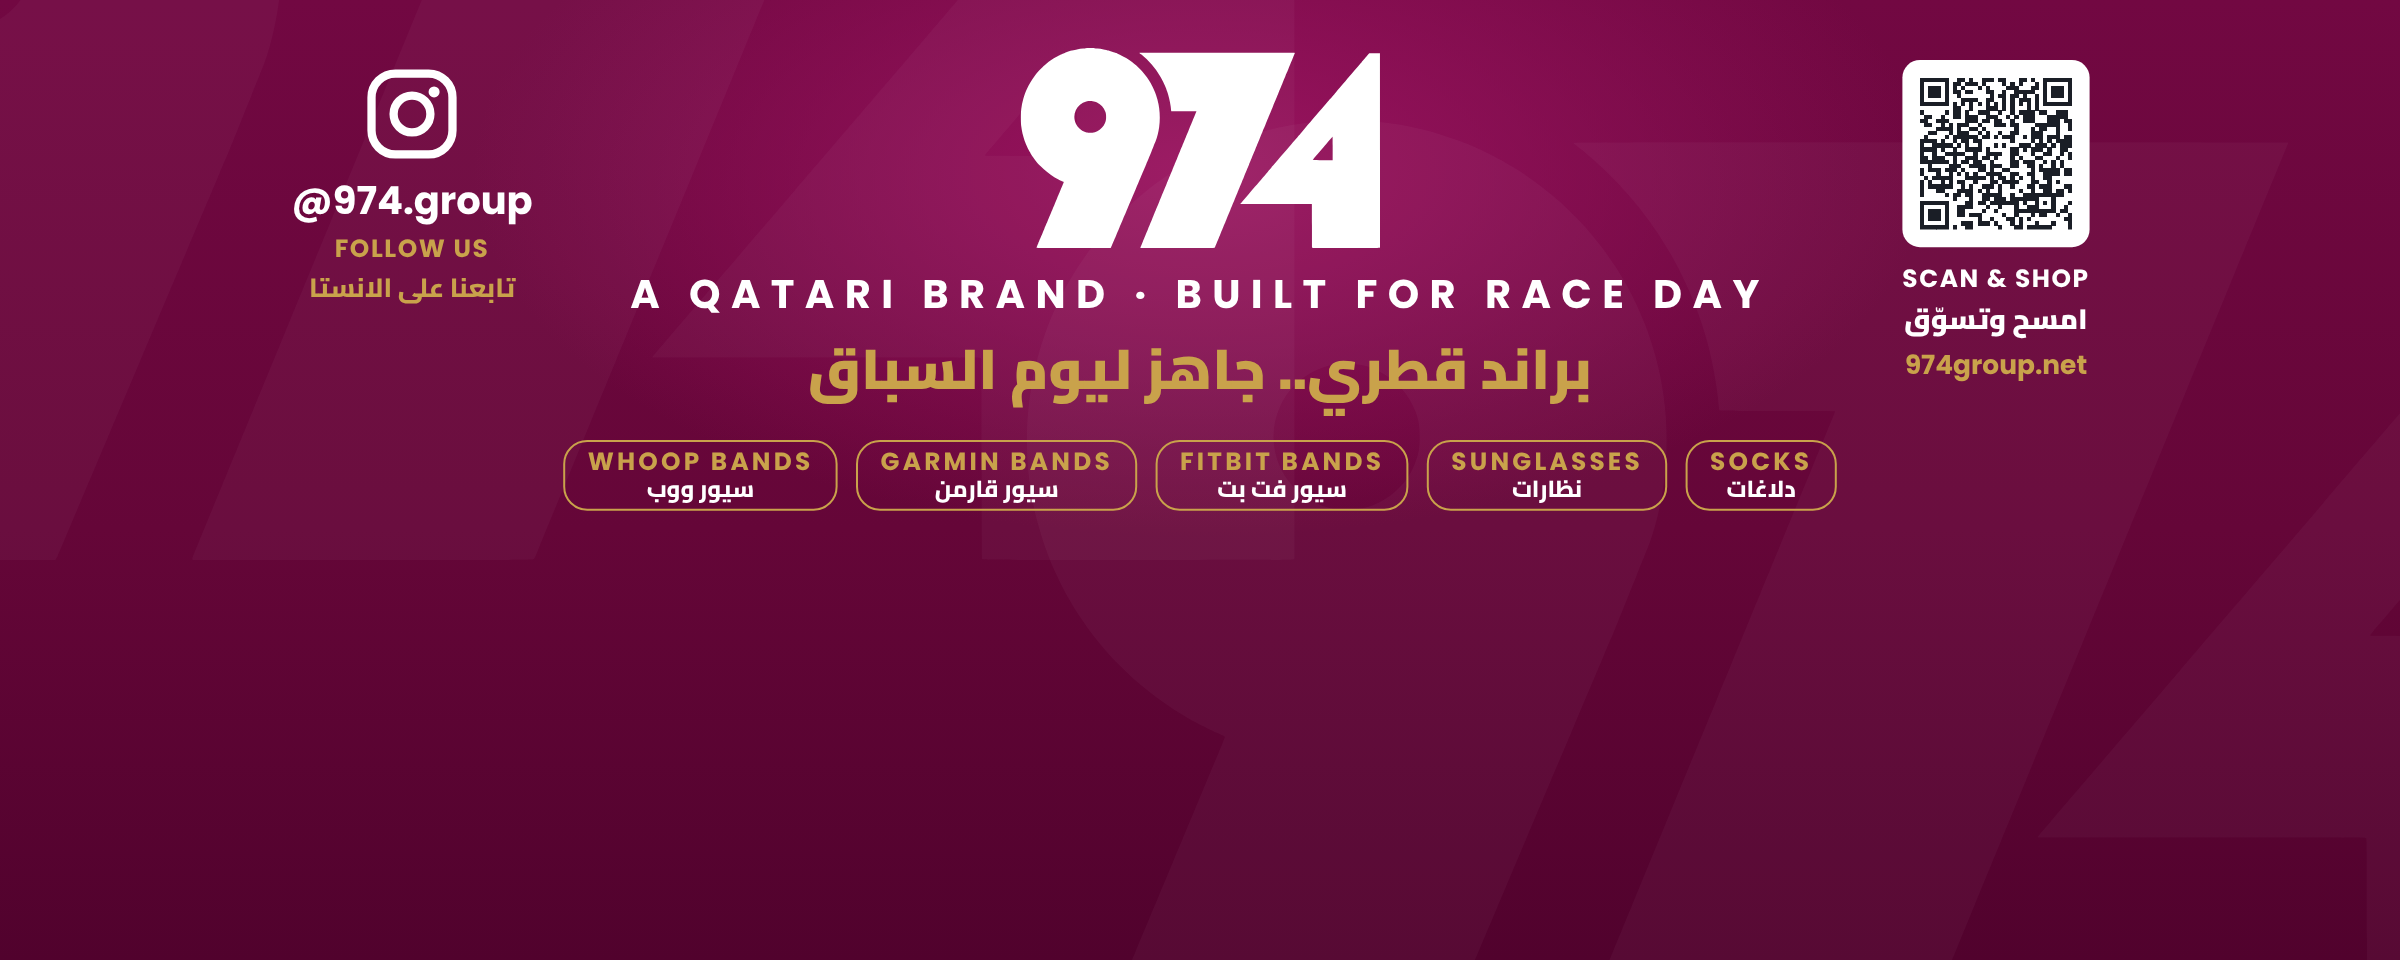 @974.group
FOLLOW US
تابعنا على الانستا
974
A QATARI BRAND · BUILT FOR RACE DAY
براند قطري.. جاهز ليوم السباق
WHOOP BANDS
سيور ووب
GARMIN BANDS
سيور قارمن
FITBIT BANDS
سيور فت بت
SUNGLASSES
نظارات
SOCKS
دلاغات
SCAN & SHOP
امسح وتسوّق
974group.net